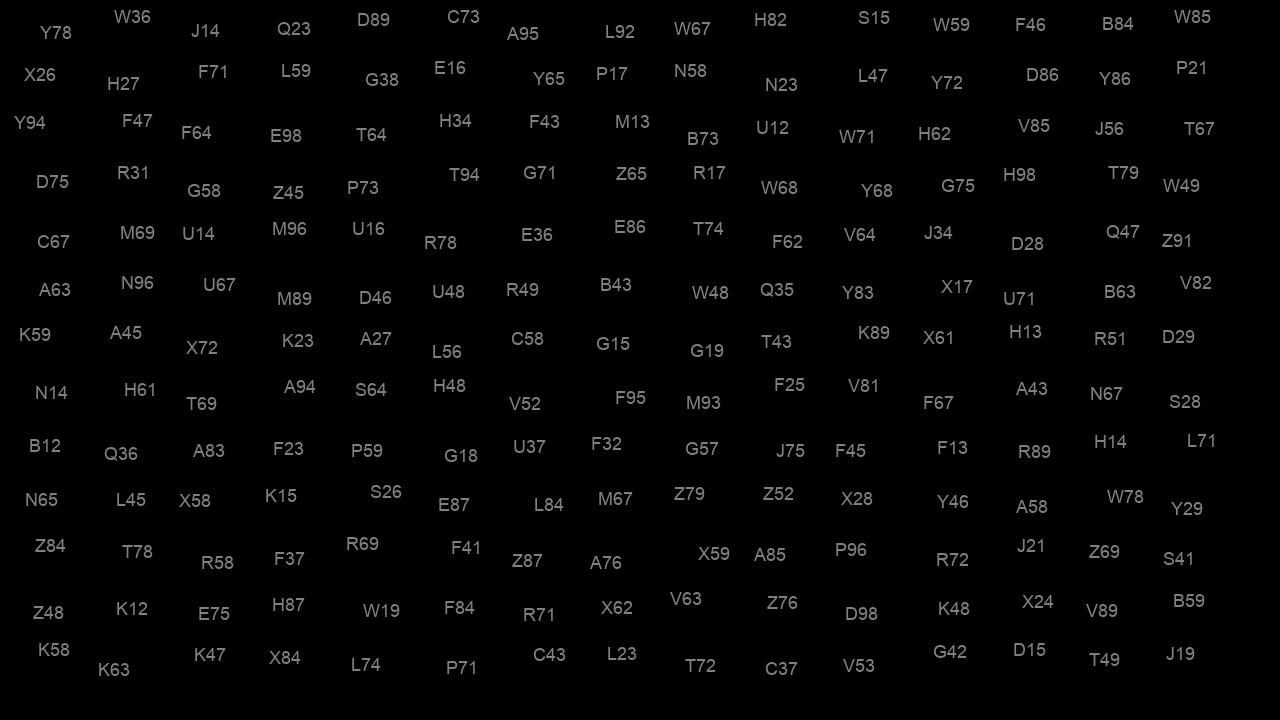 Y78 W36 J14 Q23 D89 C73 A95 L92 W67 H82 S15 W59 F46 B84 W85
X26 H27 F71 L59 G38 E16 Y65 P17 N58 N23 L47 Y72 D86 Y86 P21
Y94 F47 F64 E98 T64 H34 F43 M13 B73 U12 W71 H62 V85 J56 T67
D75 R31 G58 Z45 P73 T94 G71 Z65 R17 W68 Y68 G75 H98 T79 W49
C67 M69 U14 M96 U16 R78 E36 E86 T74 F62 V64 J34 D28 Q47 Z91
A63 N96 U67 M89 D46 U48 R49 B43 W48 Q35 Y83 X17 U71 B63 V82
K59 A45 X72 K23 A27 L56 C58 G15 G19 T43 K89 X61 H13 R51 D29
N14 H61 T69 A94 S64 H48 V52 F95 M93 F25 V81 F67 A43 N67 S28
B12 Q36 A83 F23 P59 G18 U37 F32 G57 J75 F45 F13 R89 H14 L71
N65 L45 X58 K15 S26 E87 L84 M67 Z79 Z52 X28 Y46 A58 W78 Y29
Z84 T78 R58 F37 R69 F41 Z87 A76 X59 A85 P96 R72 J21 Z69 S41
Z48 K12 E75 H87 W19 F84 R71 X62 V63 Z76 D98 K48 X24 V89 B59
K58 K63 K47 X84 L74 P71 C43 L23 T72 C37 V53 G42 D15 T49 J19